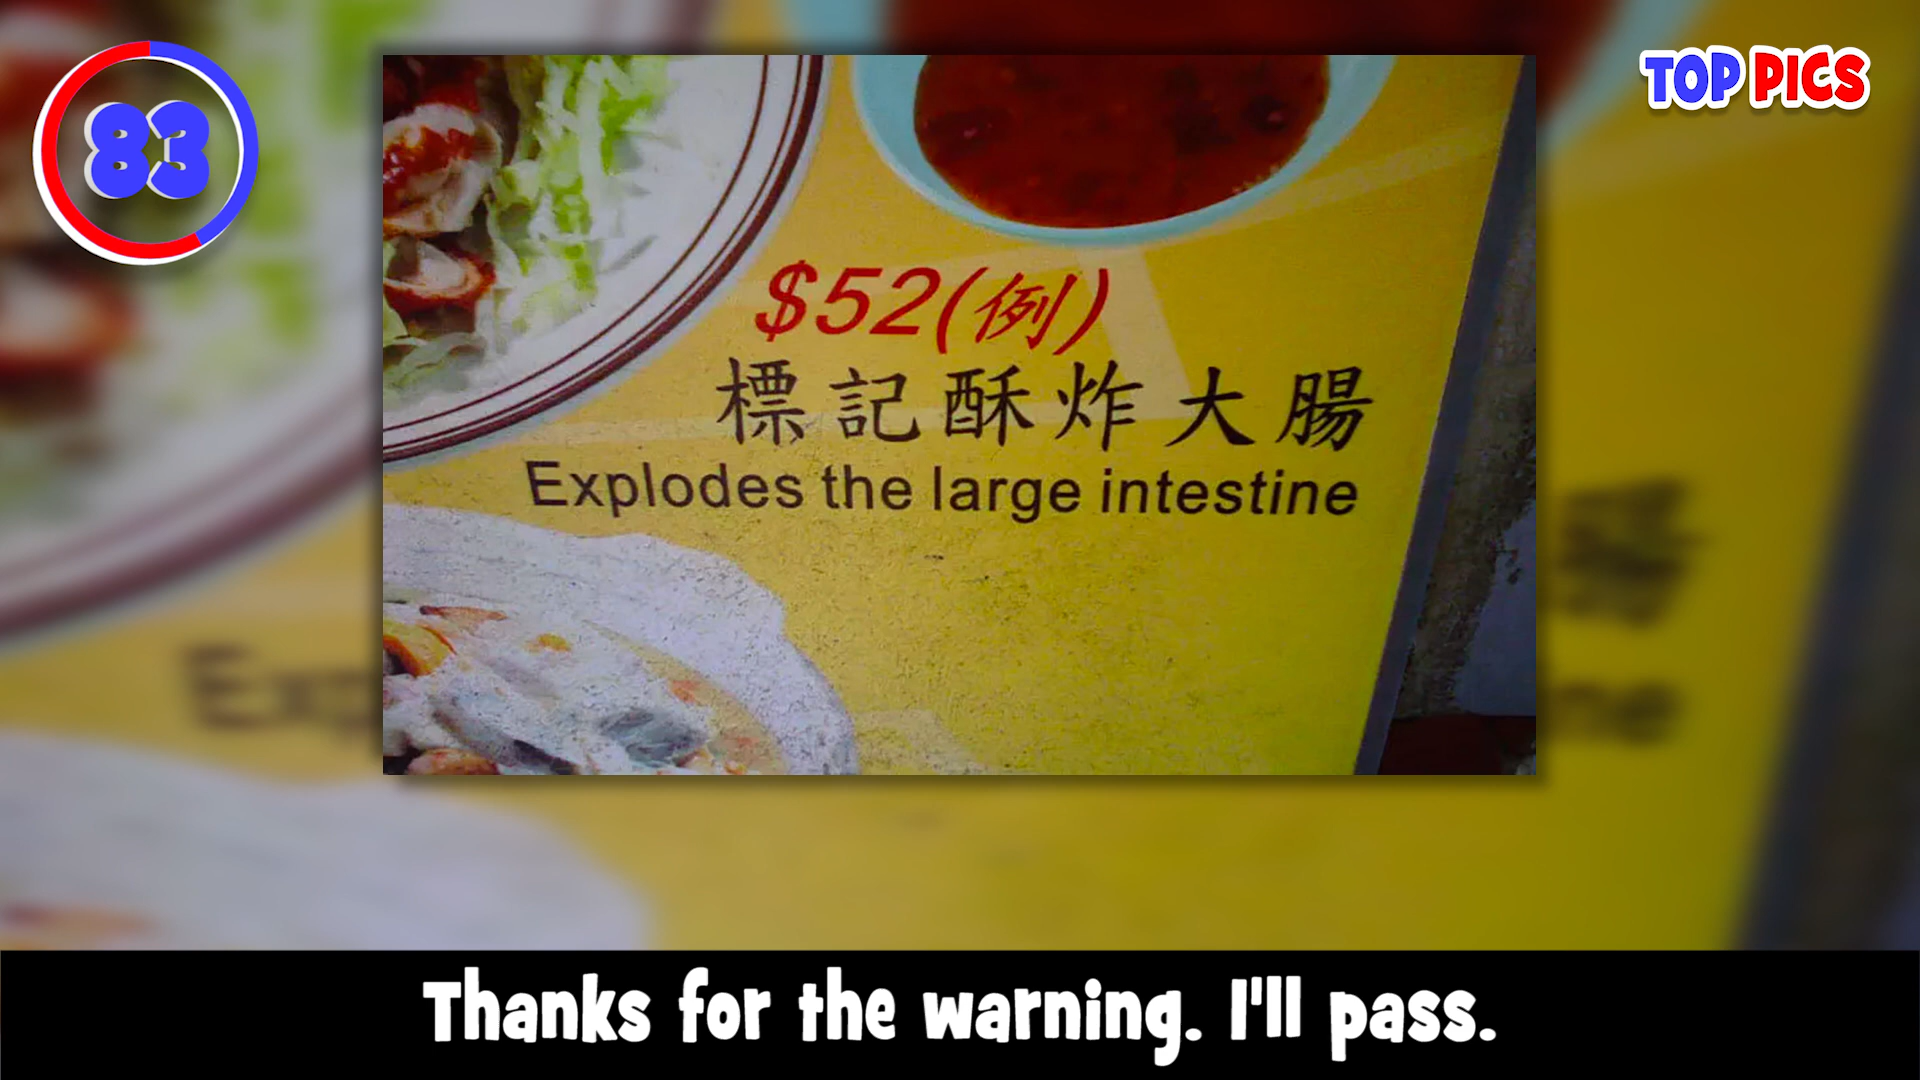 83
TOP PICS
$52(例)
標記酥炸大腸
Explodes the large intestine
Thanks for the warning. I'll pass.